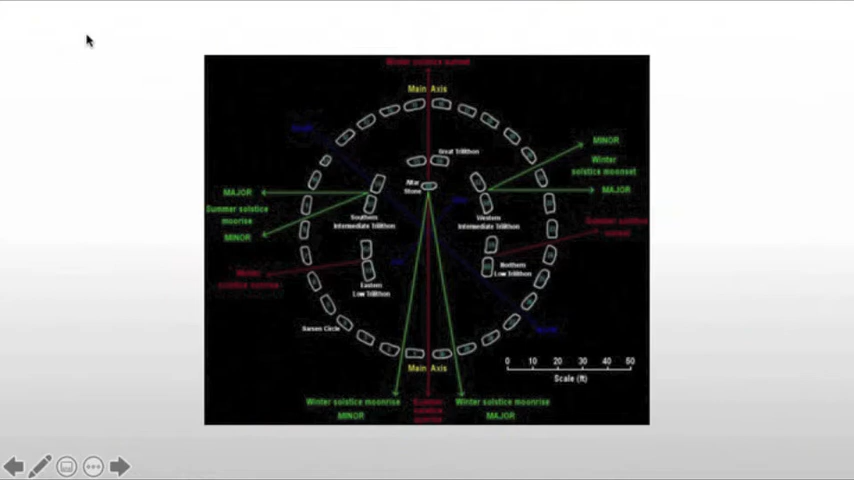 Winter solstice sunset
Main Axis
MINOR
Great Trilithon
Winter
solstice moonset
Altar
Stone
MAJOR
MAJOR
Summer solstice
moonrise
Southern
Intermediate Trilithon
Western
Intermediate Trilithon
Summer solstice
sunset
MINOR
Northern
Low Trilithon
Winter
solstice sunrise
Eastern
Low Trilithon
Sarsen Circle
0 10 20 30 40 50
Scale (ft)
Main Axis
Winter solstice moonrise
MINOR
Summer
solstice
Winter solstice moonrise
MAJOR